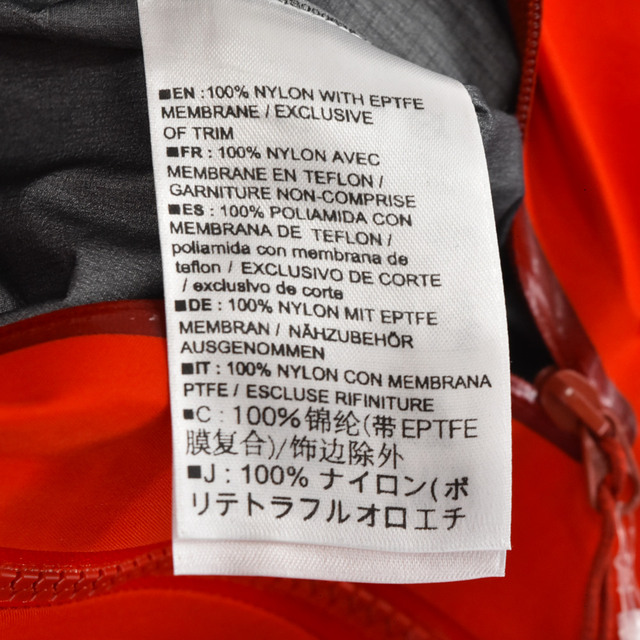 ■EN : 100% NYLON WITH EPTFE
MEMBRANE / EXCLUSIVE
OF TRIM
■FR : 100% NYLON AVEC
MEMBRANE EN TEFLON /
GARNITURE NON-COMPRISE
■ES : 100% POLIAMIDA CON
MEMBRANA DE TEFLON /
poliamida con membrana de
teflon / EXCLUSIVO DE CORTE
/ exclusivo de corte
■DE : 100% NYLON MIT EPTFE
MEMBRAN / NÄHZUBEHÖR
AUSGENOMMEN
■IT : 100% NYLON CON MEMBRANA
PTFE / ESCLUSE RIFINITURE
■C : 100%锦纶(带EPTFE
膜复合)/饰边除外
■J : 100% ナイロン(ポ
リテトラフルオロエチ